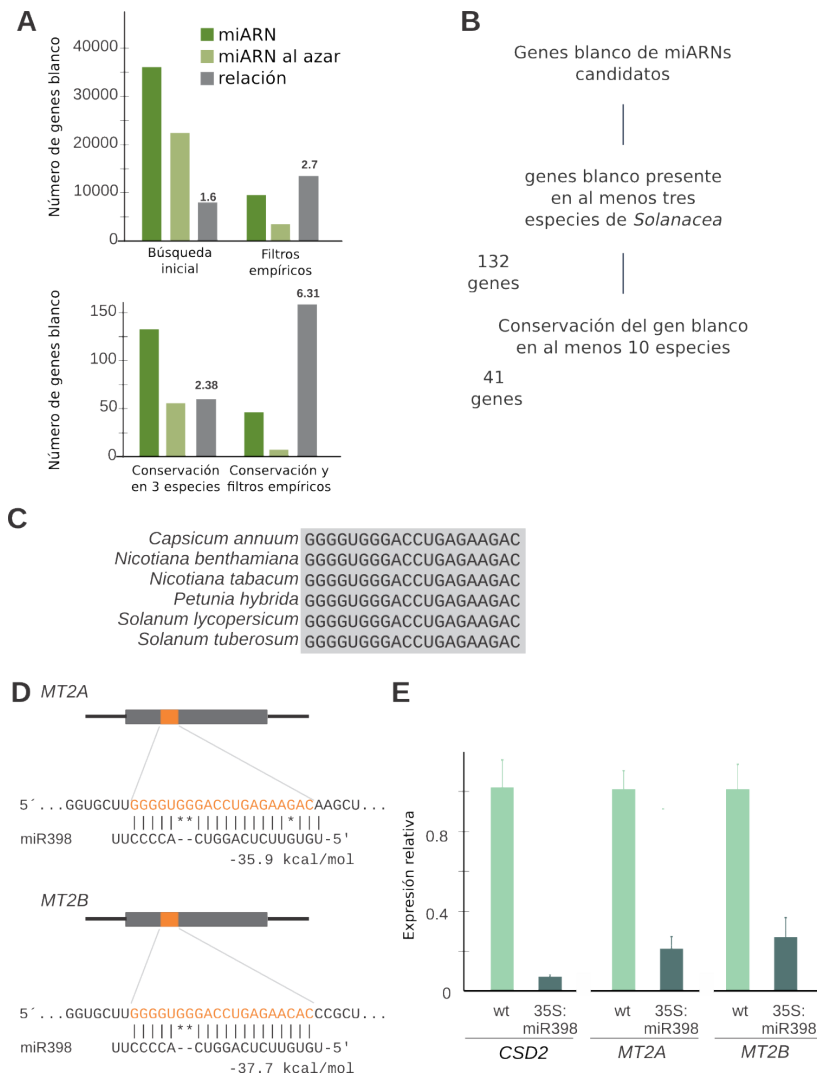 A
miARN
miARN al azar
relación
Número de genes blanco
40000
30000
20000
10000
0
1.6
2.7
Búsqueda
inicial
Filtros
empíricos
Número de genes blanco
150
100
50
0
2.38
6.31
Conservación
en 3 especies
Conservación y
filtros empíricos
B
Genes blanco de miARNs
candidatos
genes blanco presente
en al menos tres
especies de Solanacea
132
genes
Conservación del gen blanco
en al menos 10 especies
41
genes
C
Capsicum annuum GGGGUGGGACCUGAGAAGAC
Nicotiana benthamiana GGGGUGGGACCUGAGAAGAC
Nicotiana tabacum GGGGUGGGACCUGAGAAGAC
Petunia hybrida GGGGUGGGACCUGAGAAGAC
Solanum lycopersicum GGGGUGGGACCUGAGAAGAC
Solanum tuberosum GGGGUGGGACCUGAGAAGAC
D
MT2A
5´...GGUGCUUGGGGUGGGACCUGAGAAGACAAGCU...
|||||**|||||||||||*|||
miR398 UUCCCCA--CUGGACUCUUGUGU-5'
-35.9 kcal/mol
MT2B
5´...GGUGCUUGGGGUGGGACCUGAGAACACCCGCU...
|||||**||||||||||||||
miR398 UUCCCCA--CUGGACUCUUGUGU-5'
-37.7 kcal/mol
E
Expresión relativa
0.8
0.4
0
wt
35S:
miR398
CSD2
wt
35S:
miR398
MT2A
wt
35S:
miR398
MT2B